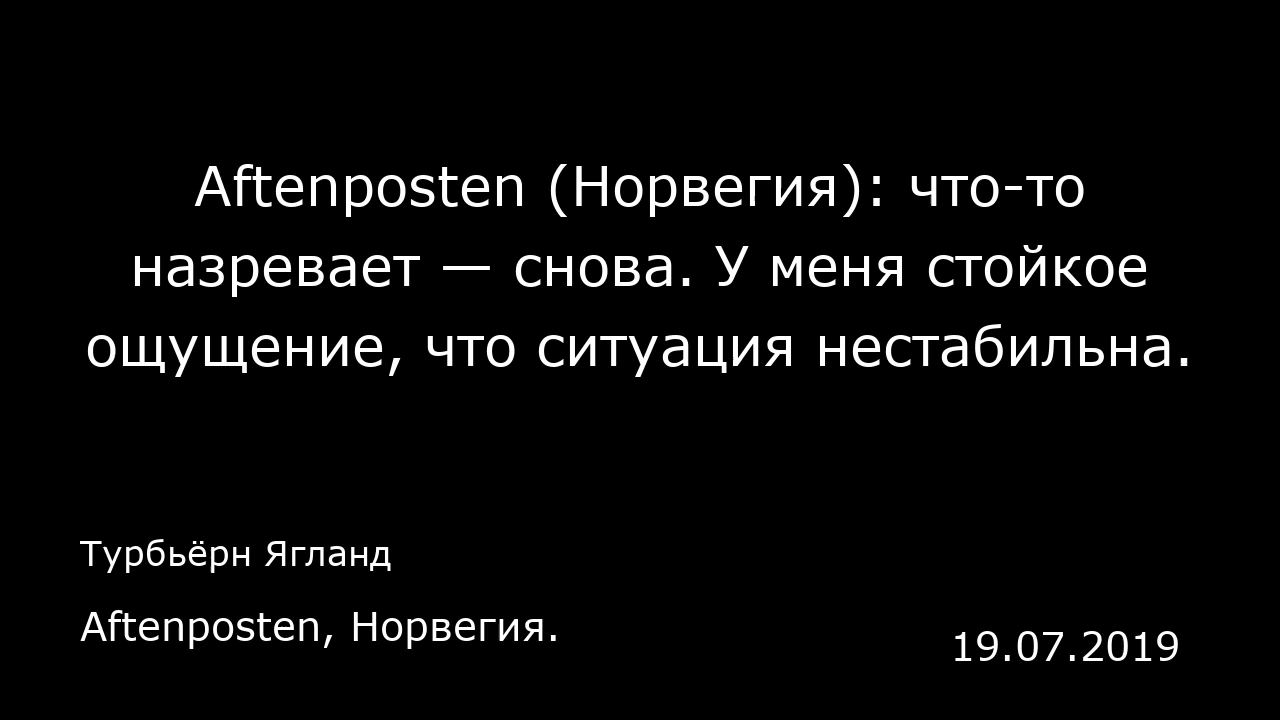 Aftenposten (Норвегия): что-то
назревает — снова. У меня стойкое
ощущение, что ситуация нестабильна.
Турбьёрн Ягланд
Aftenposten, Норвегия.
19.07.2019